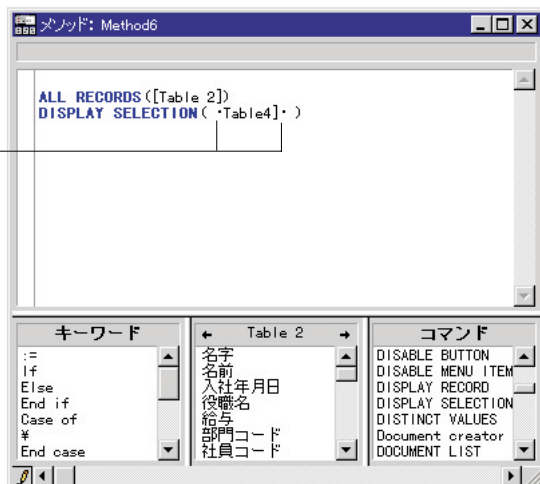 メソッド: Method6
ALL RECORDS([Table 2])
DISPLAY SELECTION( ·Table4]· )
キーワード
:=
If
Else
End if
Case of
¥
End case
← Table 2 →
名字
名前
入社年月日
役職名
給与
部門コード
社員コード
コマンド
DISABLE BUTTON
DISABLE MENU ITEM
DISPLAY RECORD
DISPLAY SELECTION
DISTINCT VALUES
Document creator
DOCUMENT LIST